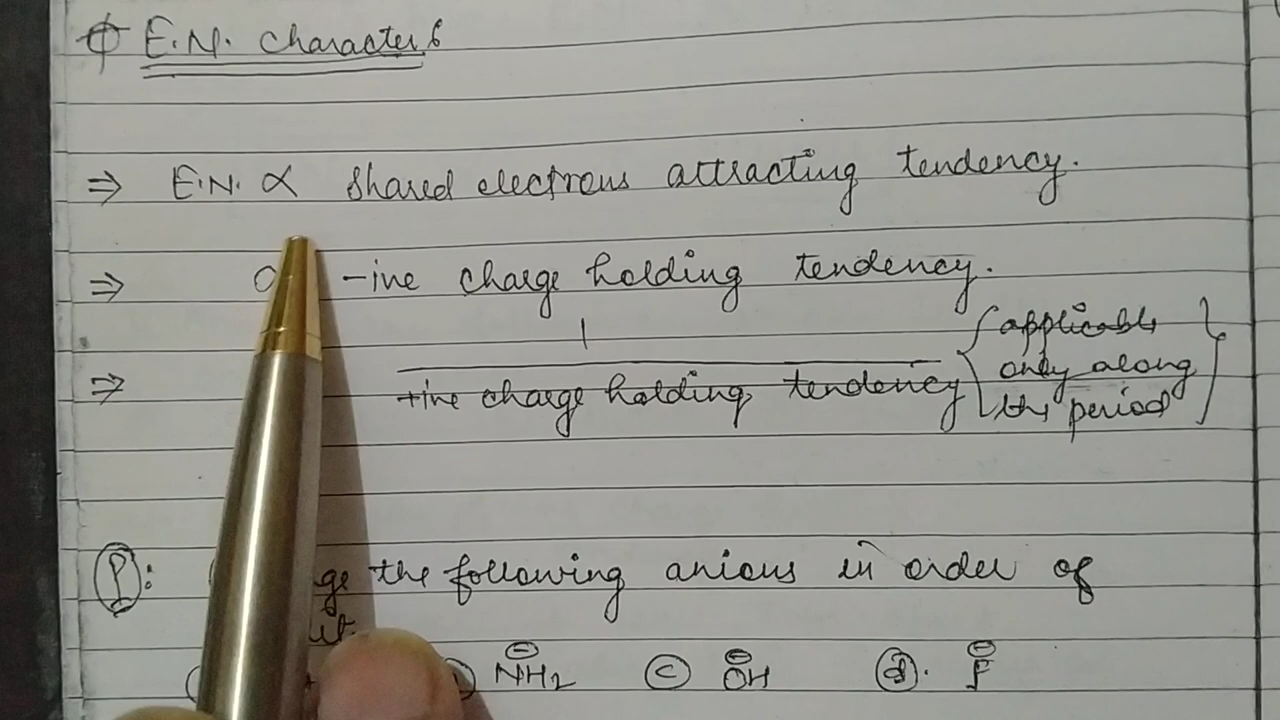 E.N. Character
⇒ E.N. ∝ Shared electrons attracting tendency.
⇒ -ive charge holding tendency.
⇒ 1
+ive charge holding tendency { applicable
only along
the period }
(P): the following anions in order of
NH2⊖ (C) OH⊖ (d). F⊖